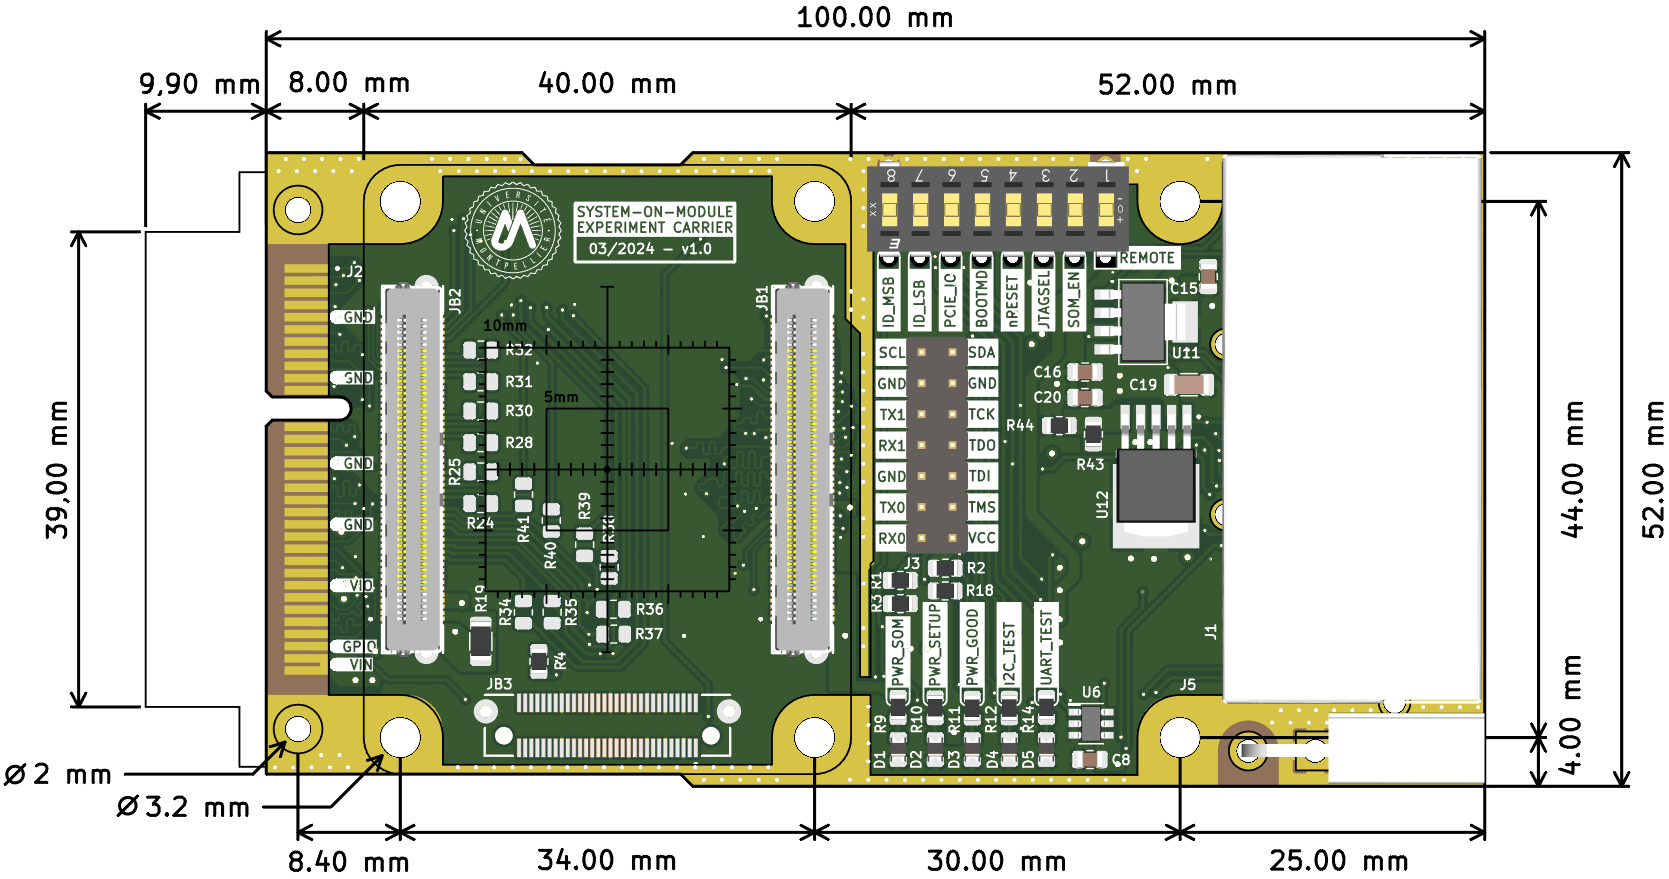 100.00 mm
9,90 mm
8.00 mm
40.00 mm
52.00 mm
UNIVERSITÉ
MONTPELLIER
SYSTEM-ON-MODULE
EXPERIMENT CARRIER
03/2024 - v1.0
8 7 6 5 4 3 2 1
REMOTE
ID_MSB
ID_LSB
PCIE_IC
BOOTMD
nRESET
JTAGSEL
SOM_EN
J2
JB2
JB1
C15
U11
GND
GND
GND
GND
VIO
GPIO
VIN
10mm
5mm
R32
R31
R30
R28
R25
R24
R41
R40
R39
R38
SCL SDA
GND GND
TX1 TCK
RX1 TDO
GND TDI
TX0 TMS
RX0 VCC
C16
C19
C20
R44
R43
U12
J3
R1
R2
R3
R18
R19
R34
R35
R36
R37
R4
JB3
PWR_SOM
PWR_SETUP
PWR_GOOD
I2C_TEST
UART_TEST
J1
J5
U6
R9
R10
R11
R12
R14
D1
D2
D3
D4
D5
C8
39,00 mm
44.00 mm
52.00 mm
4.00 mm
Ø 2 mm
Ø 3.2 mm
8.40 mm
34.00 mm
30.00 mm
25.00 mm